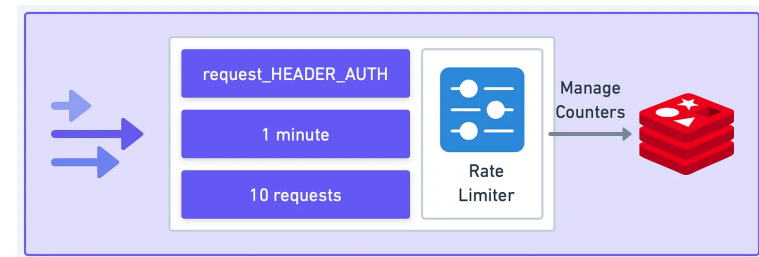 request_HEADER_AUTH
1 minute
10 requests
Rate
Limiter
Manage
Counters